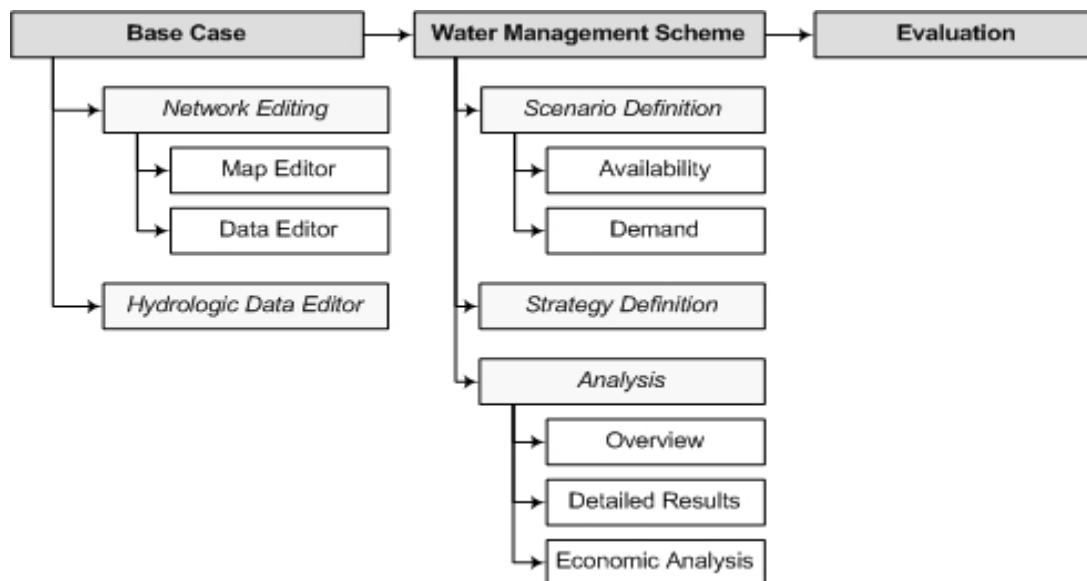 Base Case
Water Management Scheme
Evaluation
Network Editing
Map Editor
Data Editor
Hydrologic Data Editor
Scenario Definition
Availability
Demand
Strategy Definition
Analysis
Overview
Detailed Results
Economic Analysis